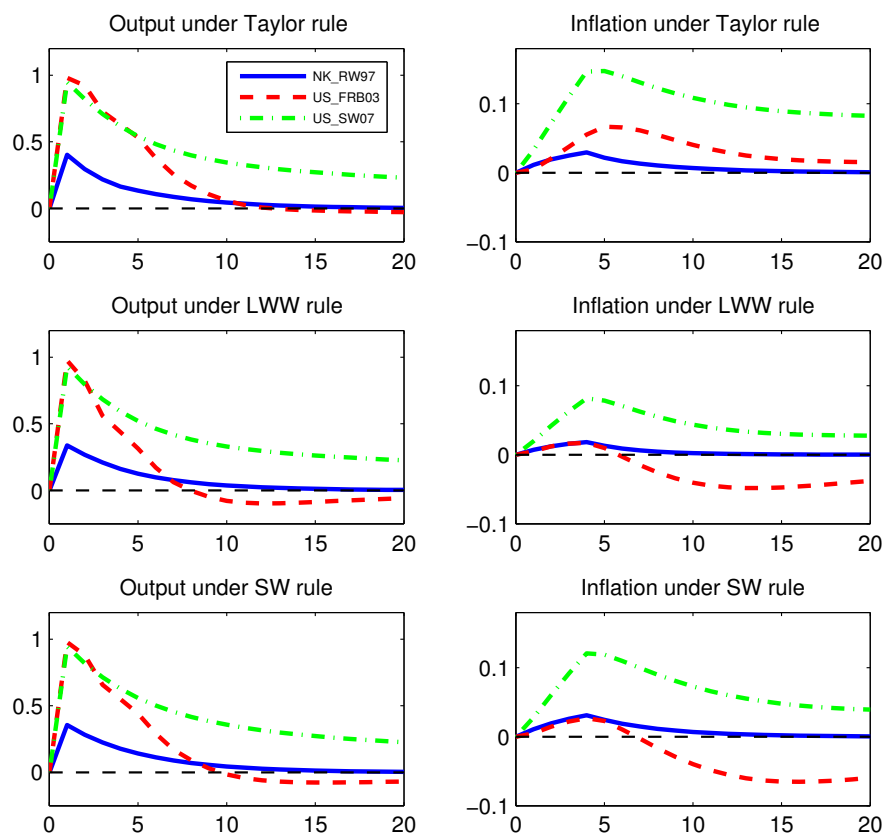 Output under Taylor rule
1
0.5
0
0 5 10 15 20
NK_RW97
US_FRB03
US_SW07
Inflation under Taylor rule
0.1
0
−0.1
0 5 10 15 20
Output under LWW rule
1
0.5
0
0 5 10 15 20
Inflation under LWW rule
0.1
0
−0.1
0 5 10 15 20
Output under SW rule
1
0.5
0
0 5 10 15 20
Inflation under SW rule
0.1
0
−0.1
0 5 10 15 20